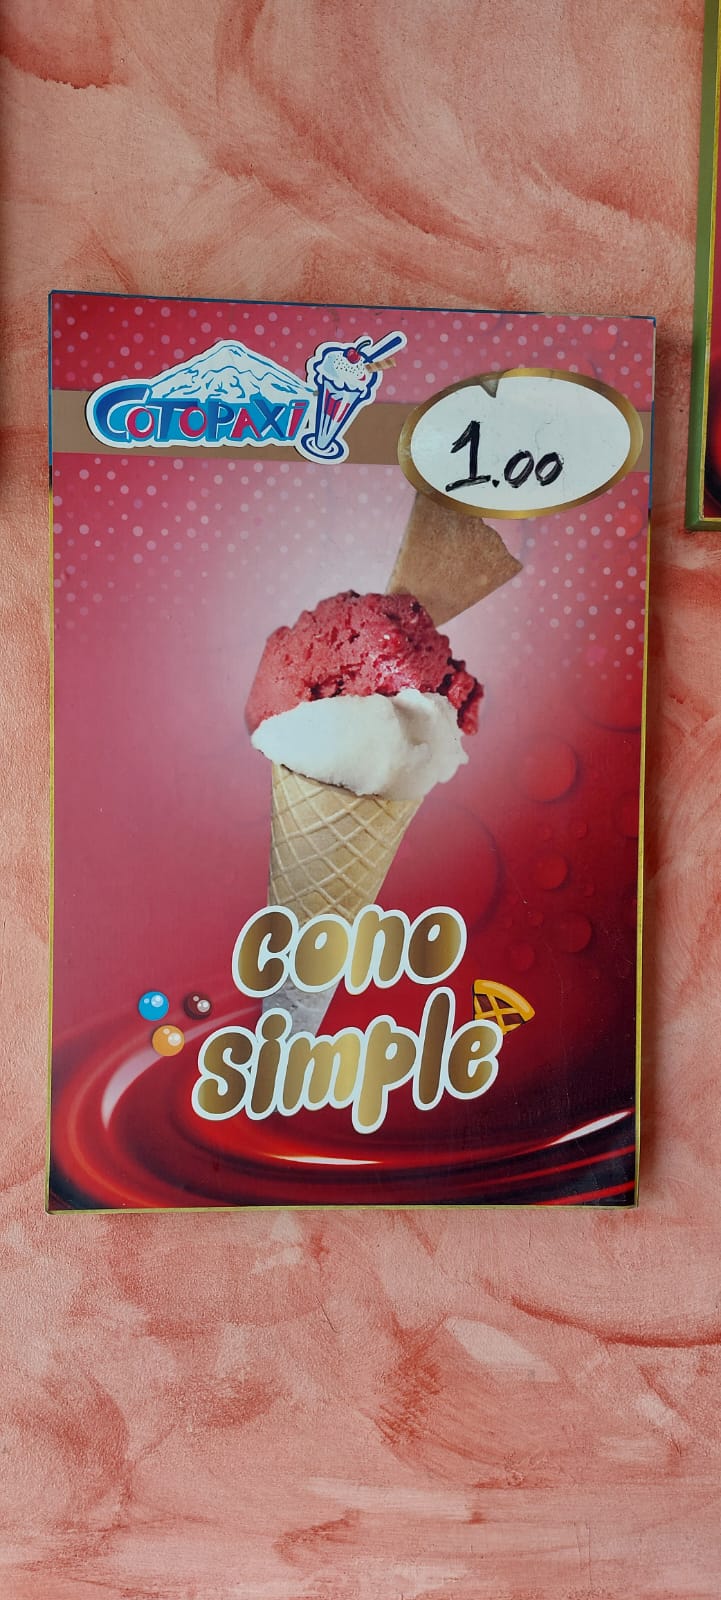 COTOPAXI
1.00
Cono
Simple